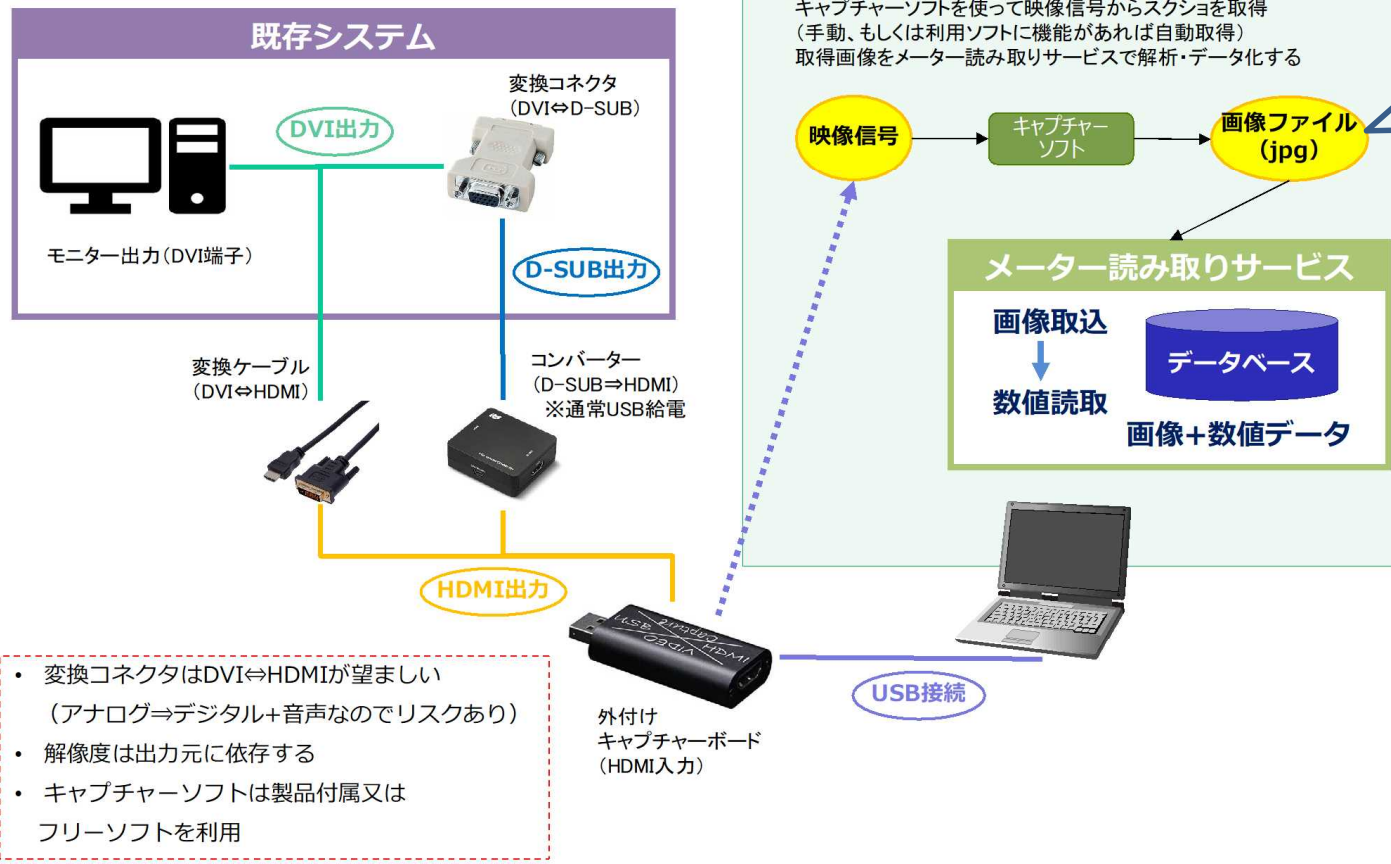 既存システム
変換コネクタ
（DVI⇔D-SUB）
DVI出力
モニター出力（DVI端子）
D-SUB出力
変換ケーブル
（DVI⇔HDMI）
コンバーター
（D-SUB⇒HDMI）
※通常USB給電
HDMI出力
VIDEO
Capture
外付け
キャプチャーボード
（HDMI入力）
USB接続
・ 変換コネクタはDVI⇔HDMIが望ましい
（アナログ⇒デジタル+音声なのでリスクあり）
・ 解像度は出力元に依存する
・ キャプチャーソフトは製品付属又は
フリーソフトを利用
キャプチャーソフトを使って映像信号からスクショを取得
（手動、もしくは利用ソフトに機能があれば自動取得）
取得画像をメーター読み取りサービスで解析・データ化する
映像信号
キャプチャー
ソフト
画像ファイル
（jpg）
メーター読み取りサービス
画像取込
数値読取
データベース
画像+数値データ